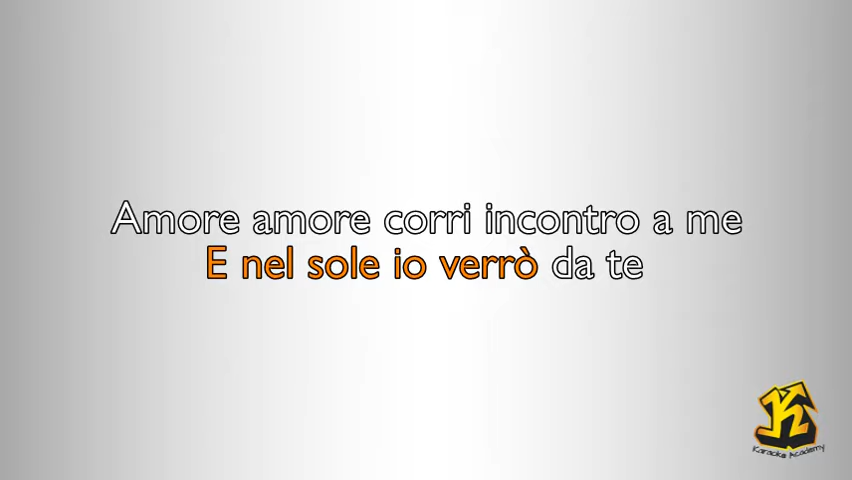 Amore amore corri incontro a me
E nel sole io verrò da te
K
Karaoke Academy